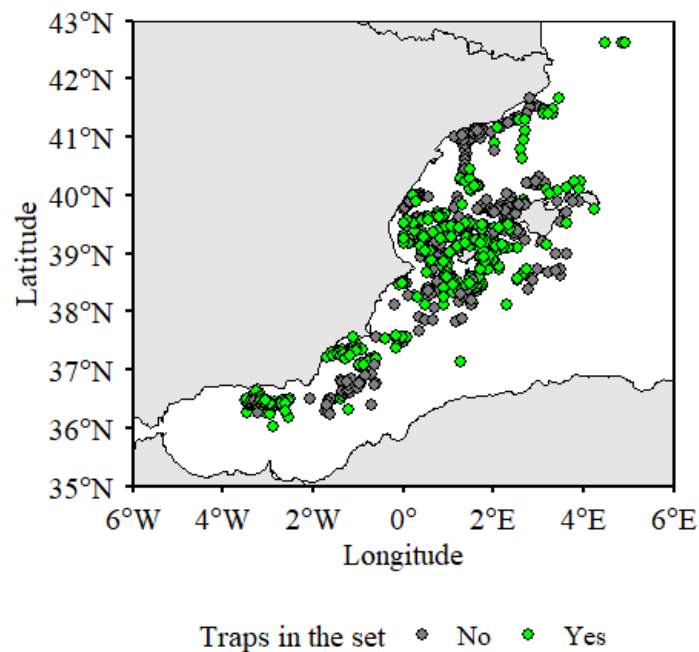 43°N
42°N
41°N
40°N
39°N
38°N
37°N
36°N
35°N
Latitude
6°W 4°W 2°W 0° 2°E 4°E 6°E
Longitude
Traps in the set No Yes